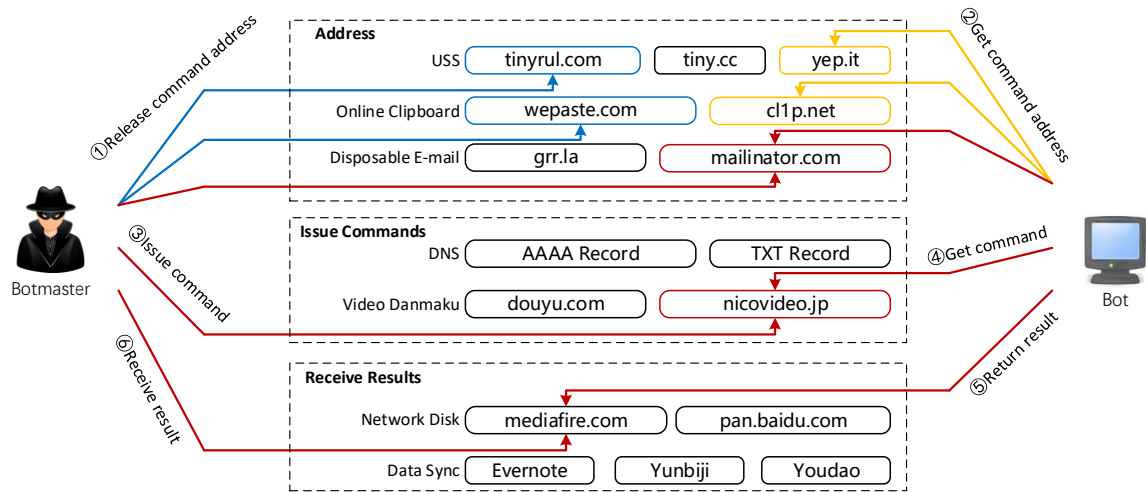 Address
USS tinyrul.com tiny.cc yep.it
Online Clipboard wepaste.com cl1p.net
Disposable E-mail grr.la mailinator.com
①Release command address
②Get command address
Botmaster
Issue Commands
DNS AAAA Record TXT Record
Video Danmaku douyu.com nicovideo.jp
③Issue command
④Get command
Bot
Receive Results
Network Disk mediafire.com pan.baidu.com
Data Sync Evernote Yunbiji Youdao
⑤Return result
⑥Receive result